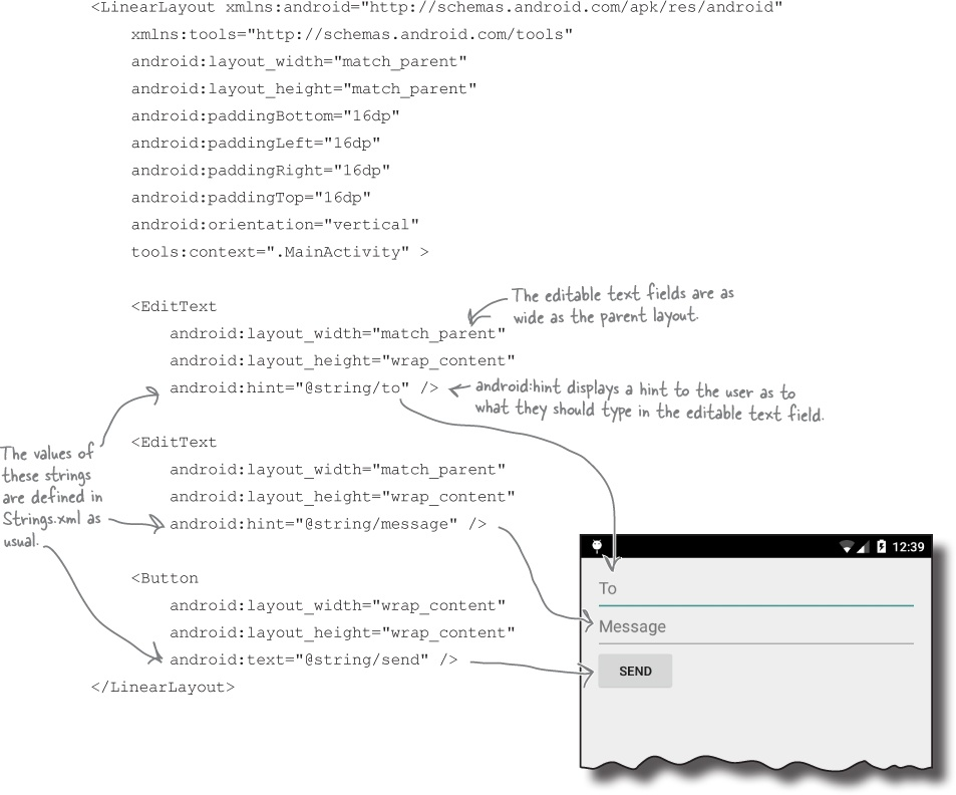 <LinearLayout xmlns:android="http://schemas.android.com/apk/res/android"
xmlns:tools="http://schemas.android.com/tools"
android:layout_width="match_parent"
android:layout_height="match_parent"
android:paddingBottom="16dp"
android:paddingLeft="16dp"
android:paddingRight="16dp"
android:paddingTop="16dp"
android:orientation="vertical"
tools:context=".MainActivity" >
<EditText
android:layout_width="match_parent"
android:layout_height="wrap_content"
android:hint="@string/to" />
The editable text fields are as
wide as the parent layout.
android:hint displays a hint to the user as to
what they should type in the editable text field.
<EditText
android:layout_width="match_parent"
android:layout_height="wrap_content"
android:hint="@string/message" />
The values of
these strings
are defined in
Strings.xml as
usual.
<Button
android:layout_width="wrap_content"
android:layout_height="wrap_content"
android:text="@string/send" />
</LinearLayout>
12:39
To
Message
SEND